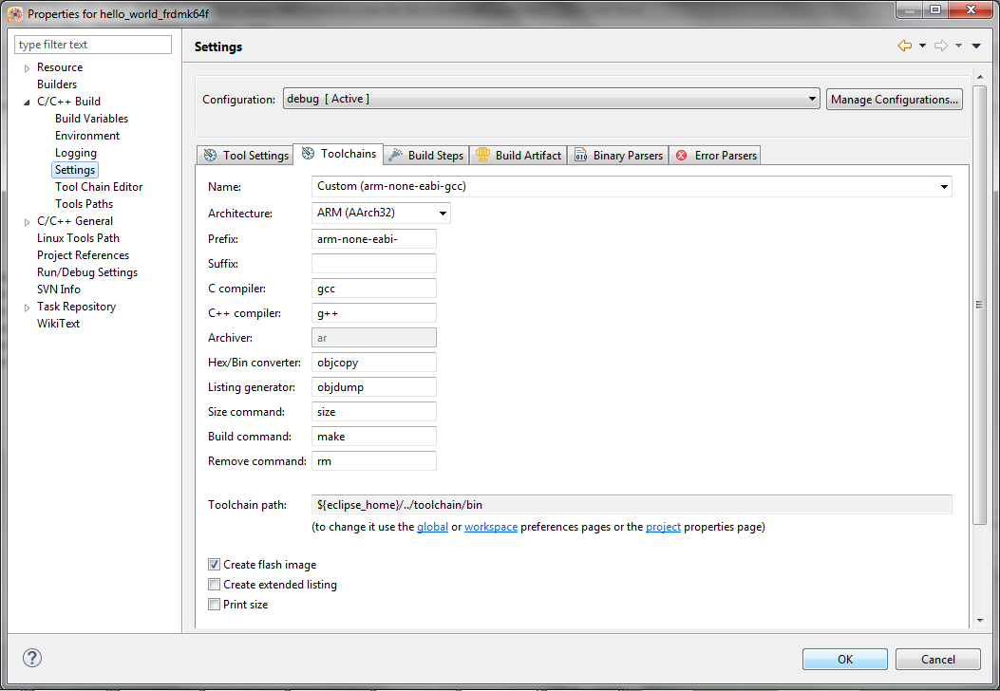 Properties for hello_world_frdmk64f
type filter text
Resource
Builders
C/C++ Build
Build Variables
Environment
Logging
Settings
Tool Chain Editor
Tools Paths
C/C++ General
Linux Tools Path
Project References
Run/Debug Settings
SVN Info
Task Repository
WikiText
Settings
Configuration: debug [ Active ] Manage Configurations...
Tool Settings Toolchains Build Steps Build Artifact Binary Parsers Error Parsers
Name: Custom (arm-none-eabi-gcc)
Architecture: ARM (AArch32)
Prefix: arm-none-eabi-
Suffix:
C compiler: gcc
C++ compiler: g++
Archiver: ar
Hex/Bin converter: objcopy
Listing generator: objdump
Size command: size
Build command: make
Remove command: rm
Toolchain path: ${eclipse_home}/../toolchain/bin
(to change it use the global or workspace preferences pages or the project properties page)
Create flash image
Create extended listing
Print size
? OK Cancel